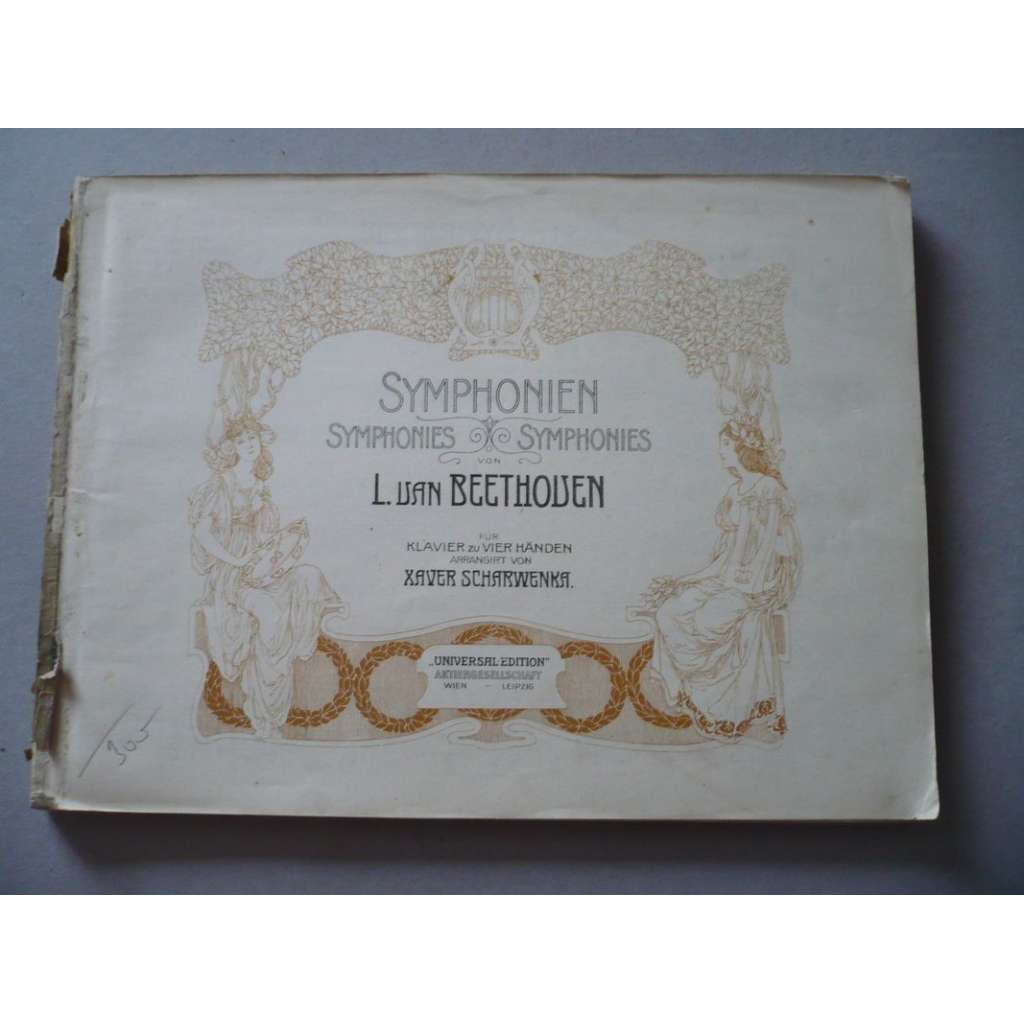 SYMPHONIEN
SYMPHONIES SYMPHONIES
VON
L. VAN BEETHOVEN
FÜR
KLAVIER ZU VIER HÄNDEN
ARRANGIRT VON
XAVER SCHARWENKA.
„UNIVERSAL-EDITION"
AKTIENGESELLSCHAFT
WIEN – LEIPZIG
/305